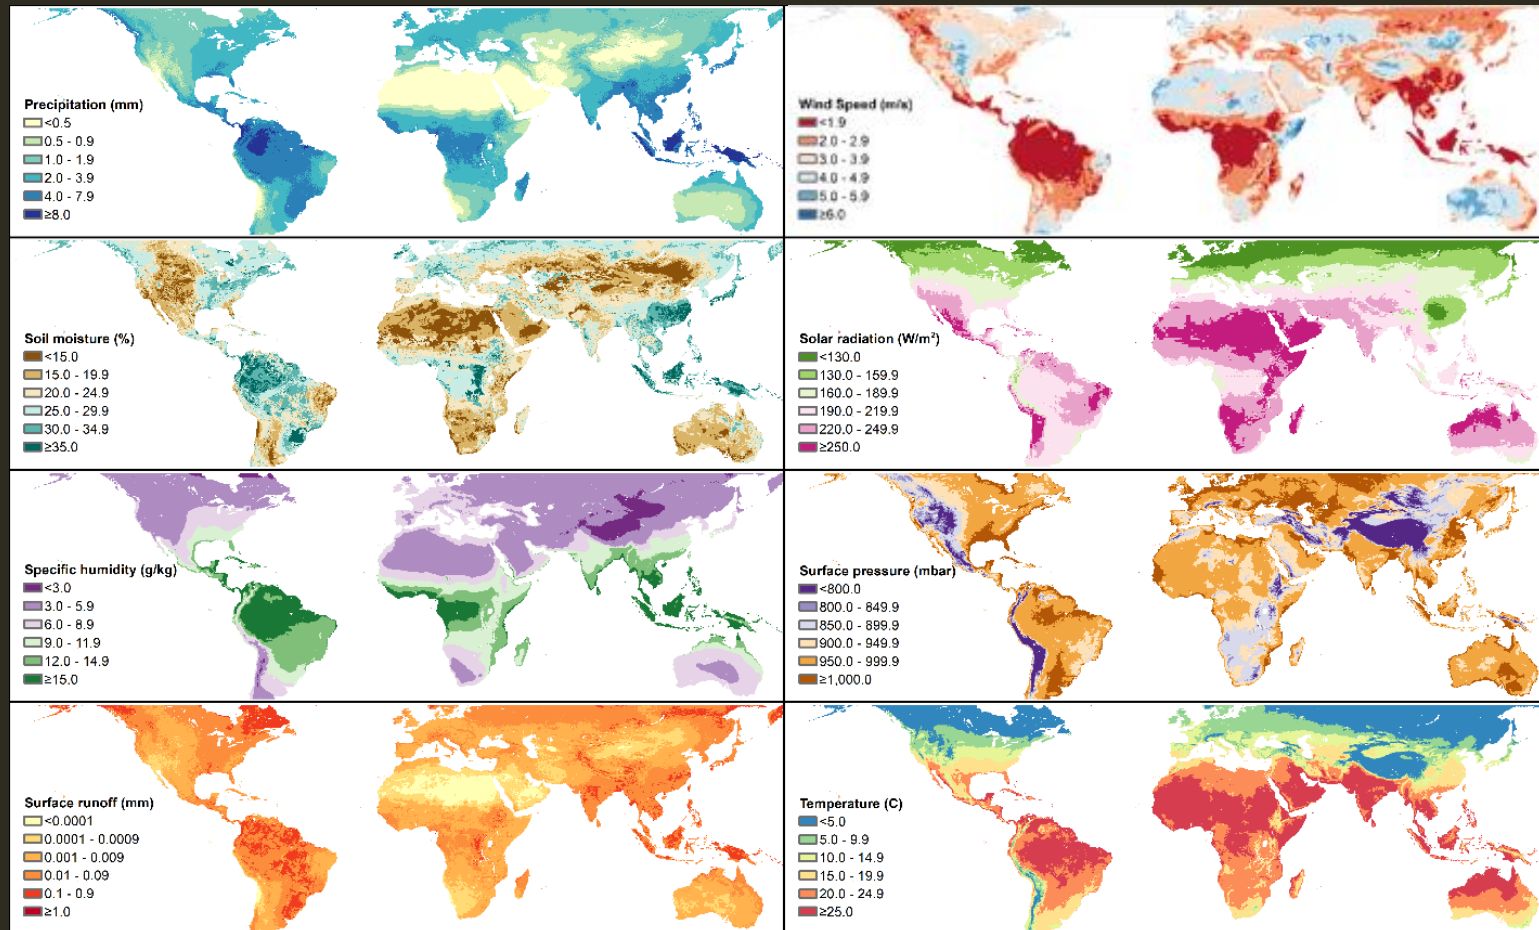 Precipitation (mm)
<0.5
0.5 - 0.9
1.0 - 1.9
2.0 - 3.9
4.0 - 7.9
≥8.0
Wind Speed (m/s)
<1.9
2.0 - 2.9
3.0 - 3.9
4.0 - 4.9
5.0 - 5.9
≥6.0
Soil moisture (%)
<15.0
15.0 - 19.9
20.0 - 24.9
25.0 - 29.9
30.0 - 34.9
≥35.0
Solar radiation (W/m²)
<130.0
130.0 - 159.9
160.0 - 189.9
190.0 - 219.9
220.0 - 249.9
≥250.0
Specific humidity (g/kg)
<3.0
3.0 - 5.9
6.0 - 8.9
9.0 - 11.9
12.0 - 14.9
≥15.0
Surface pressure (mbar)
<800.0
800.0 - 849.9
850.0 - 899.9
900.0 - 949.9
950.0 - 999.9
≥1,000.0
Surface runoff (mm)
<0.0001
0.0001 - 0.0009
0.001 - 0.009
0.01 - 0.09
0.1 - 0.9
≥1.0
Temperature (C)
<5.0
5.0 - 9.9
10.0 - 14.9
15.0 - 19.9
20.0 - 24.9
≥25.0